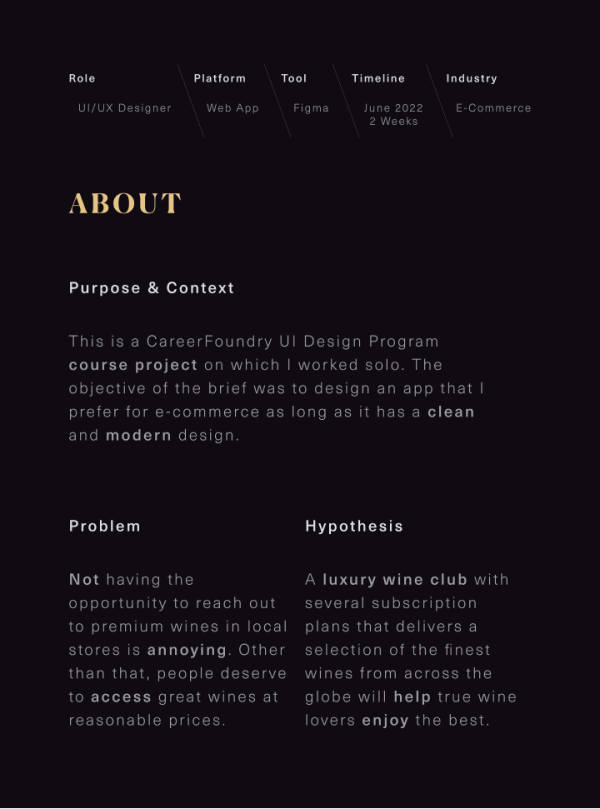 Role Platform Tool Timeline Industry
UI/UX Designer Web App Figma June 2022 E-Commerce
2 Weeks
ABOUT
Purpose & Context
This is a CareerFoundry UI Design Program
course project on which I worked solo. The
objective of the brief was to design an app that I
prefer for e-commerce as long as it has a clean
and modern design.
Problem
Not having the
opportunity to reach out
to premium wines in local
stores is annoying. Other
than that, people deserve
to access great wines at
reasonable prices.
Hypothesis
A luxury wine club with
several subscription
plans that delivers a
selection of the finest
wines from across the
globe will help true wine
lovers enjoy the best.